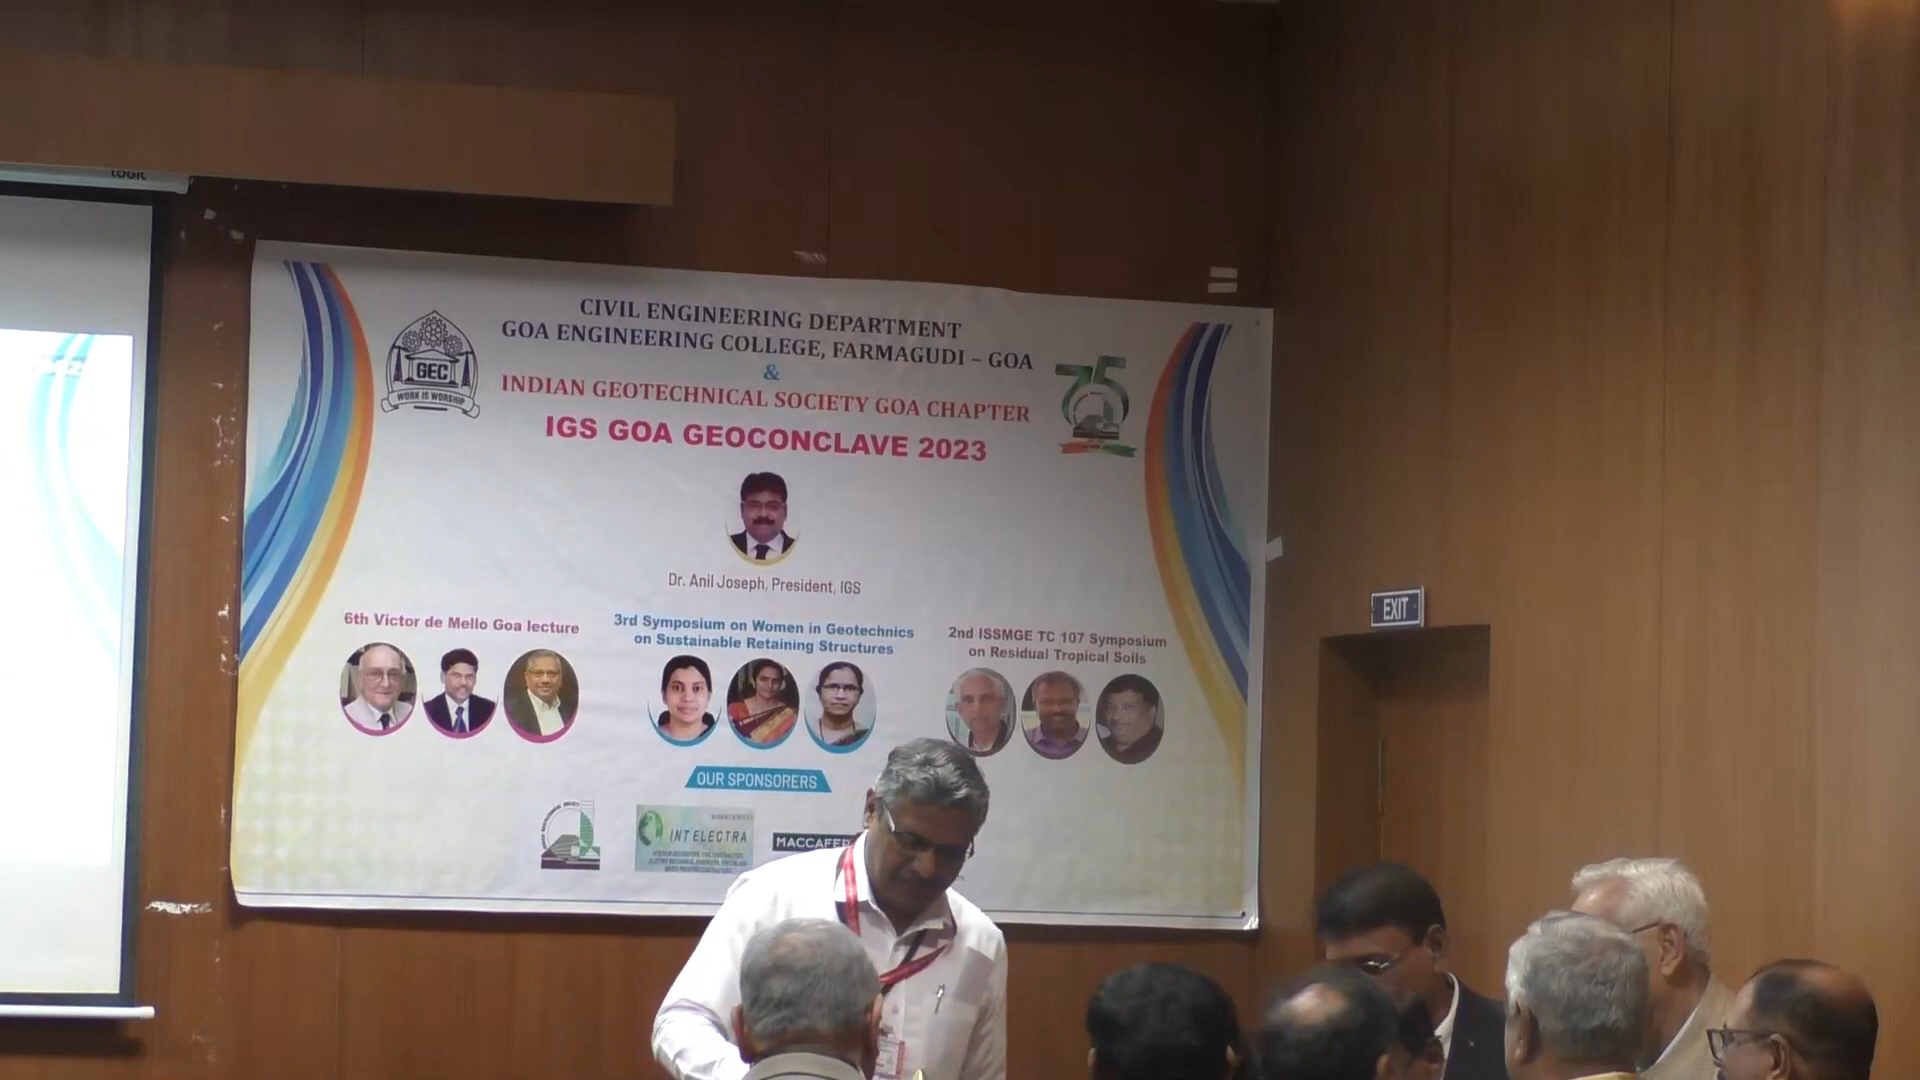 LOGIC
CIVIL ENGINEERING DEPARTMENT
GOA ENGINEERING COLLEGE, FARMAGUDI – GOA
&
INDIAN GEOTECHNICAL SOCIETY GOA CHAPTER
IGS GOA GEOCONCLAVE 2023
GEC
WORK IS WORSHIP
75
Dr. Anil Joseph, President, IGS
6th Victor de Mello Goa lecture
3rd Symposium on Women in Geotechnics
on Sustainable Retaining Structures
2nd ISSMGE TC 107 Symposium
on Residual Tropical Soils
OUR SPONSORERS
INTELECTRA
MACCAFER
EXIT